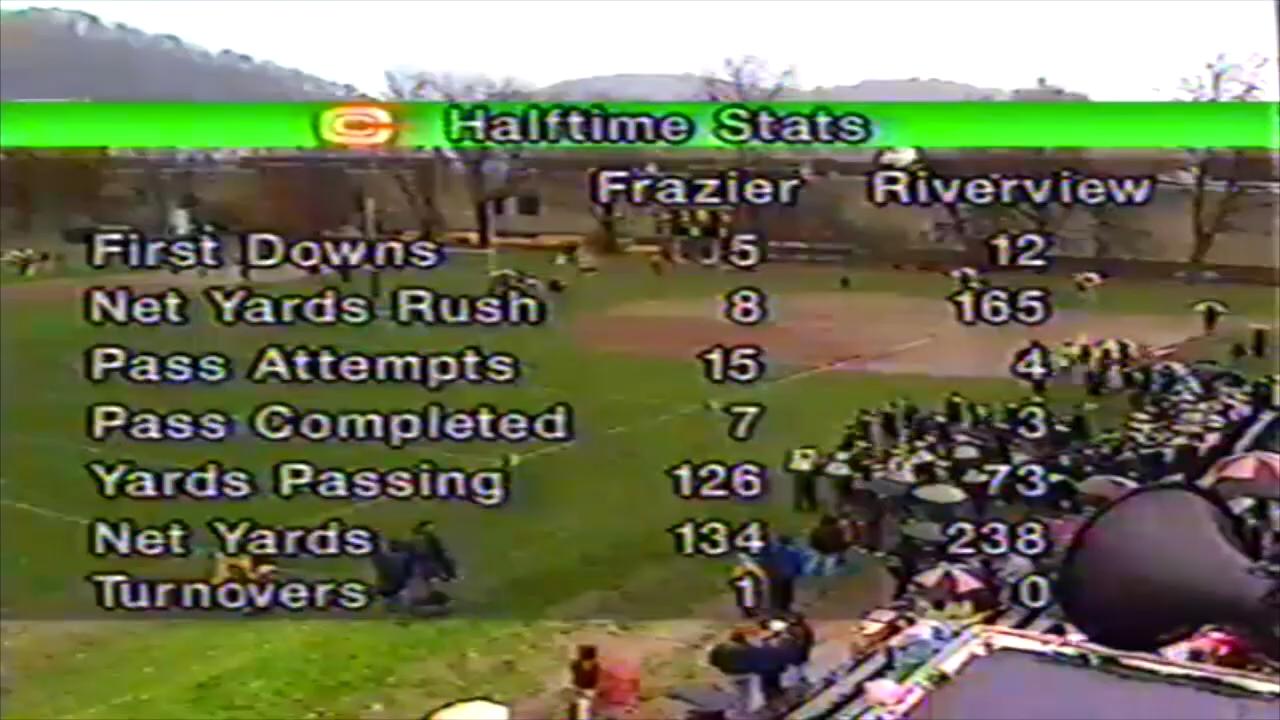 C Halftime Stats
Frazier Riverview
First Downs 5 12
Net Yards Rush 8 165
Pass Attempts 15 4
Pass Completed 7 3
Yards Passing 126 73
Net Yards 134 238
Turnovers 1 0